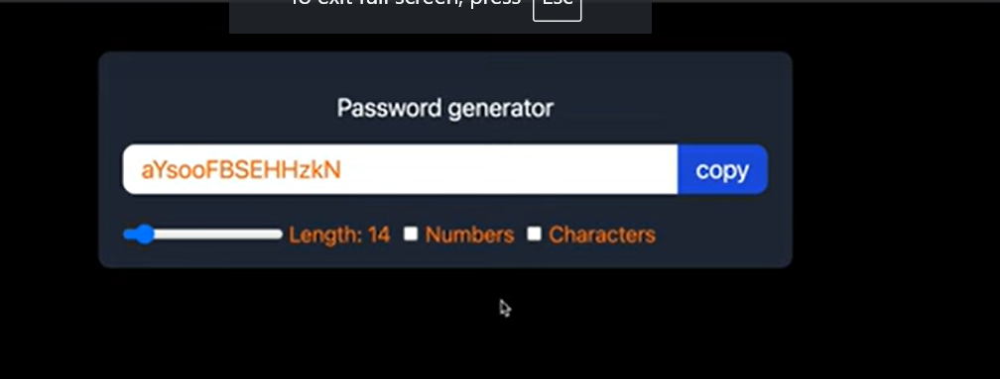 To exit full screen, press Esc
Password generator
aYsooFBSEHHzkN copy
Length: 14 Numbers Characters